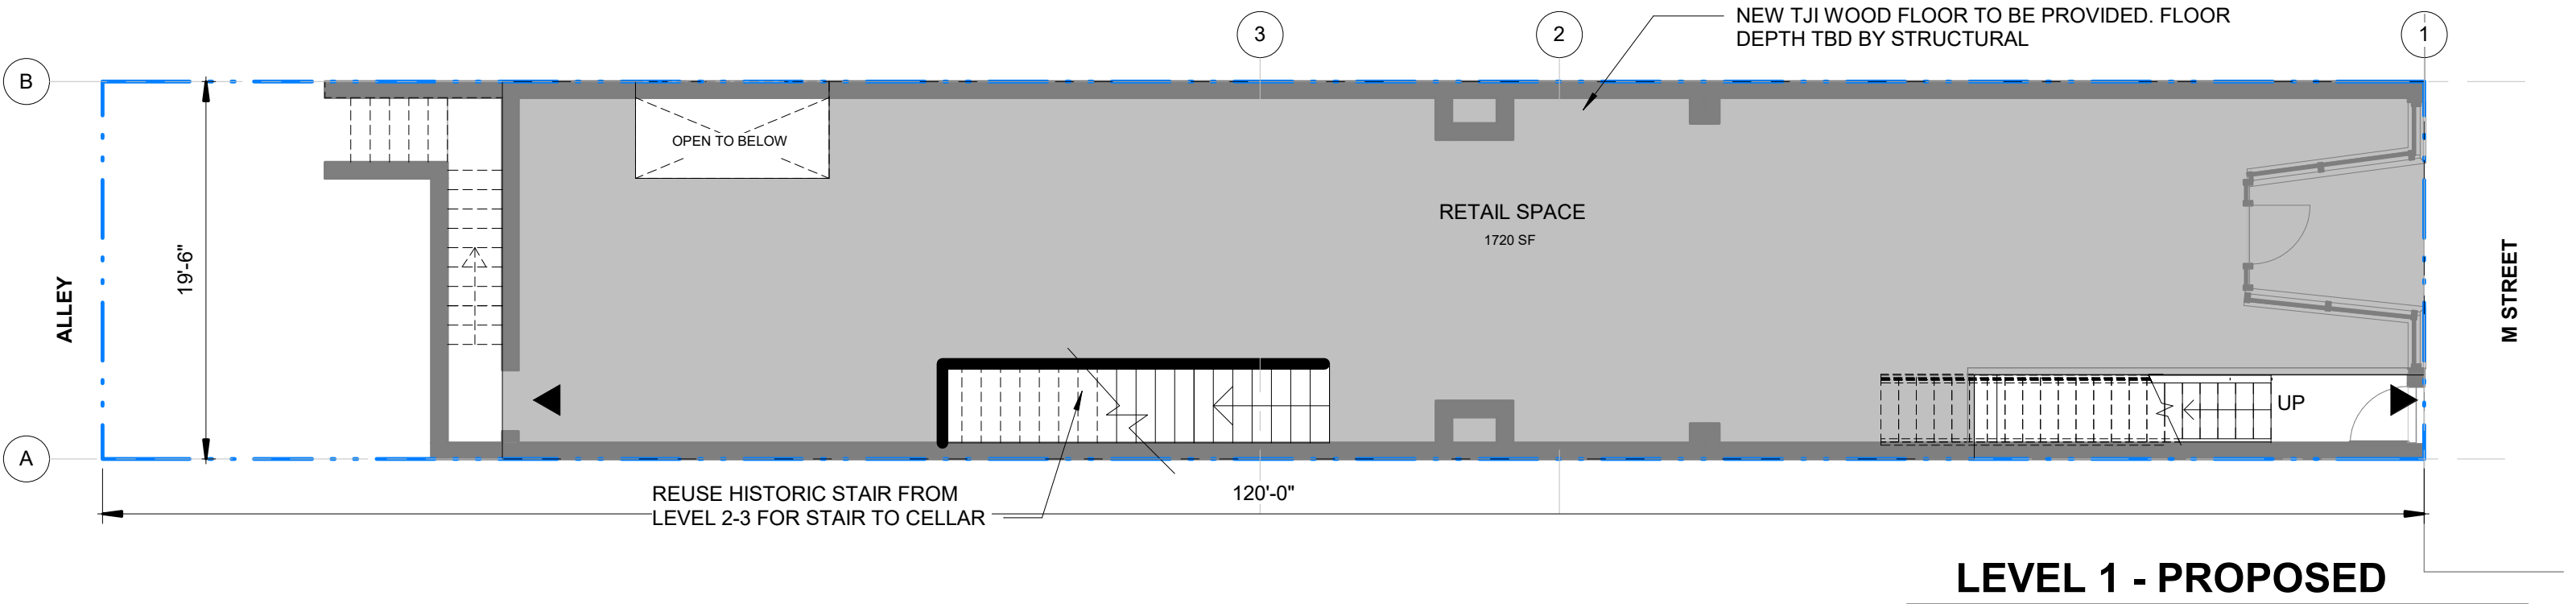 NEW TJI WOOD FLOOR TO BE PROVIDED. FLOOR
DEPTH TBD BY STRUCTURAL
3
2
1
B
OPEN TO BELOW
RETAIL SPACE
1720 SF
19'-6"
ALLEY
M STREET
UP
A
REUSE HISTORIC STAIR FROM
LEVEL 2-3 FOR STAIR TO CELLAR
120'-0"
LEVEL 1 - PROPOSED